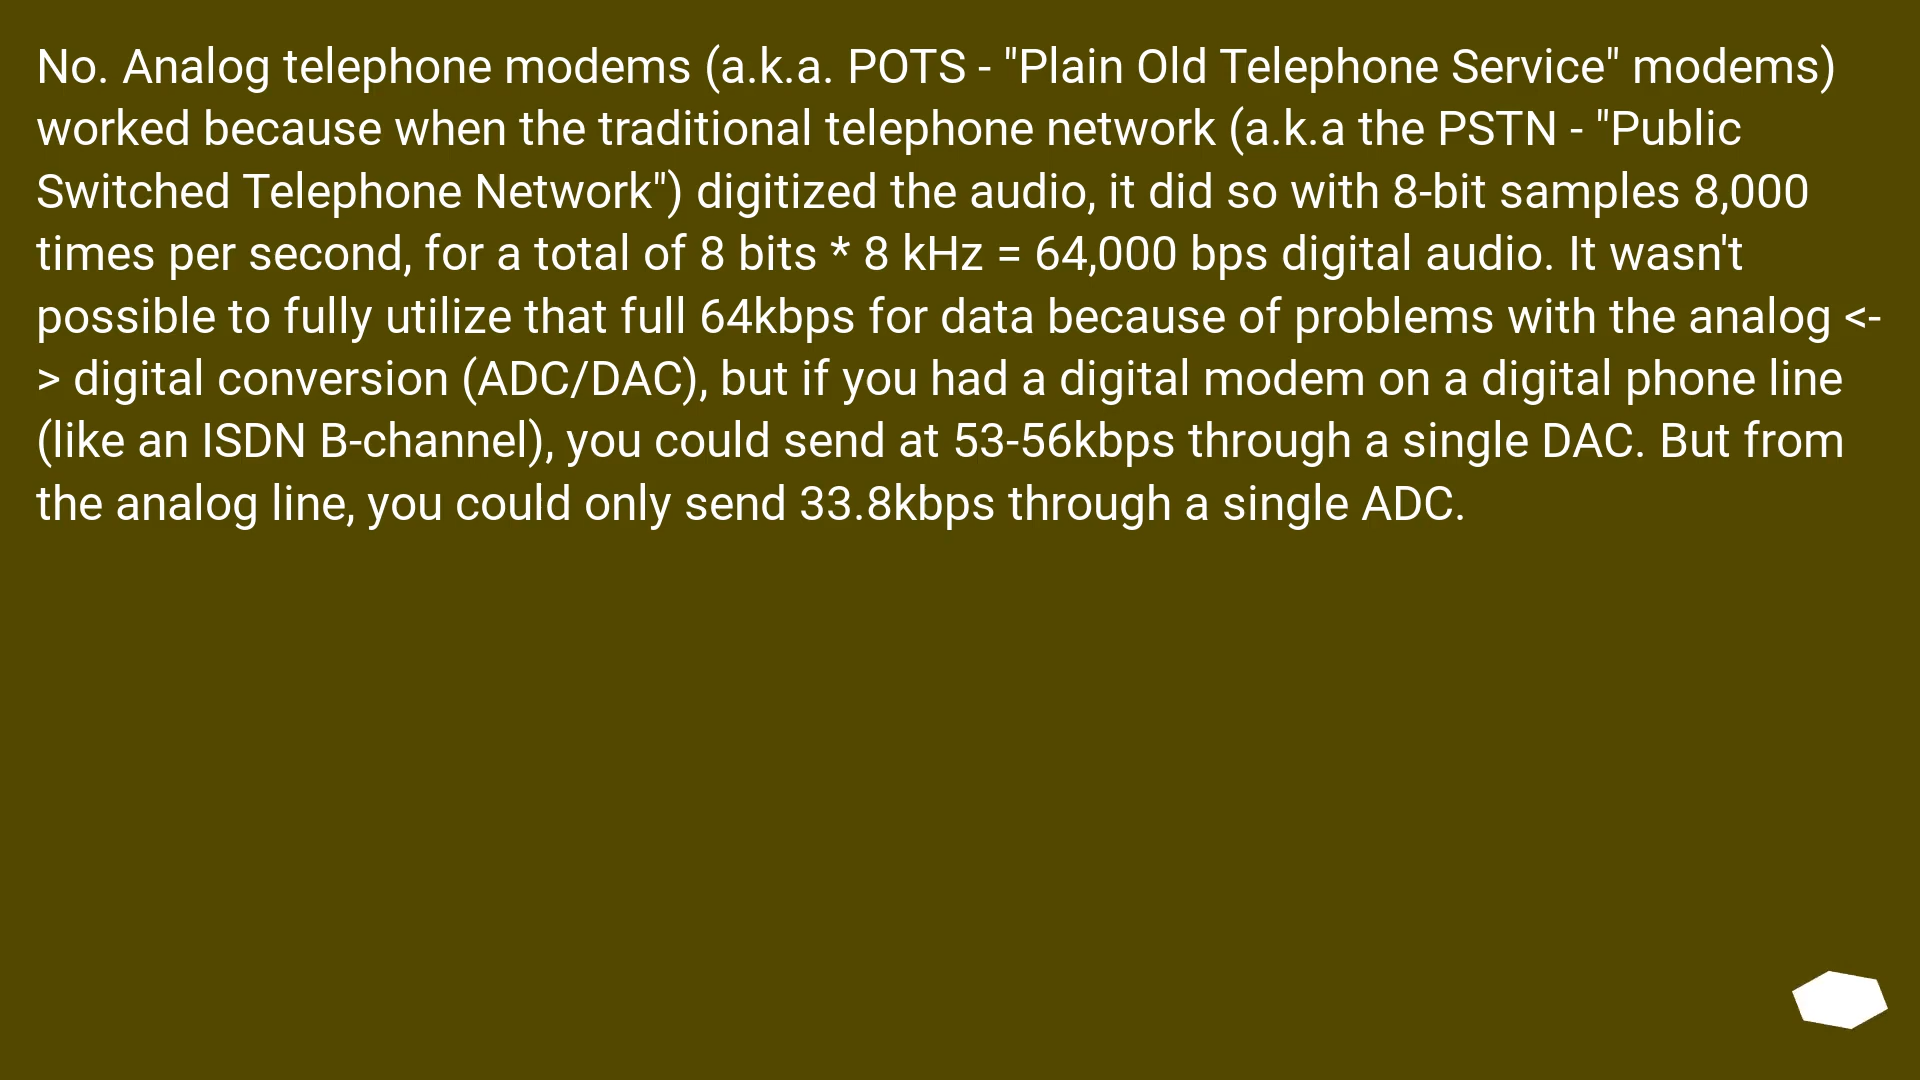 No. Analog telephone modems (a.k.a. POTS - "Plain Old Telephone Service" modems)
worked because when the traditional telephone network (a.k.a the PSTN - "Public
Switched Telephone Network") digitized the audio, it did so with 8-bit samples 8,000
times per second, for a total of 8 bits * 8 kHz = 64,000 bps digital audio. It wasn't
possible to fully utilize that full 64kbps for data because of problems with the analog <-
> digital conversion (ADC/DAC), but if you had a digital modem on a digital phone line
(like an ISDN B-channel), you could send at 53-56kbps through a single DAC. But from
the analog line, you could only send 33.8kbps through a single ADC.